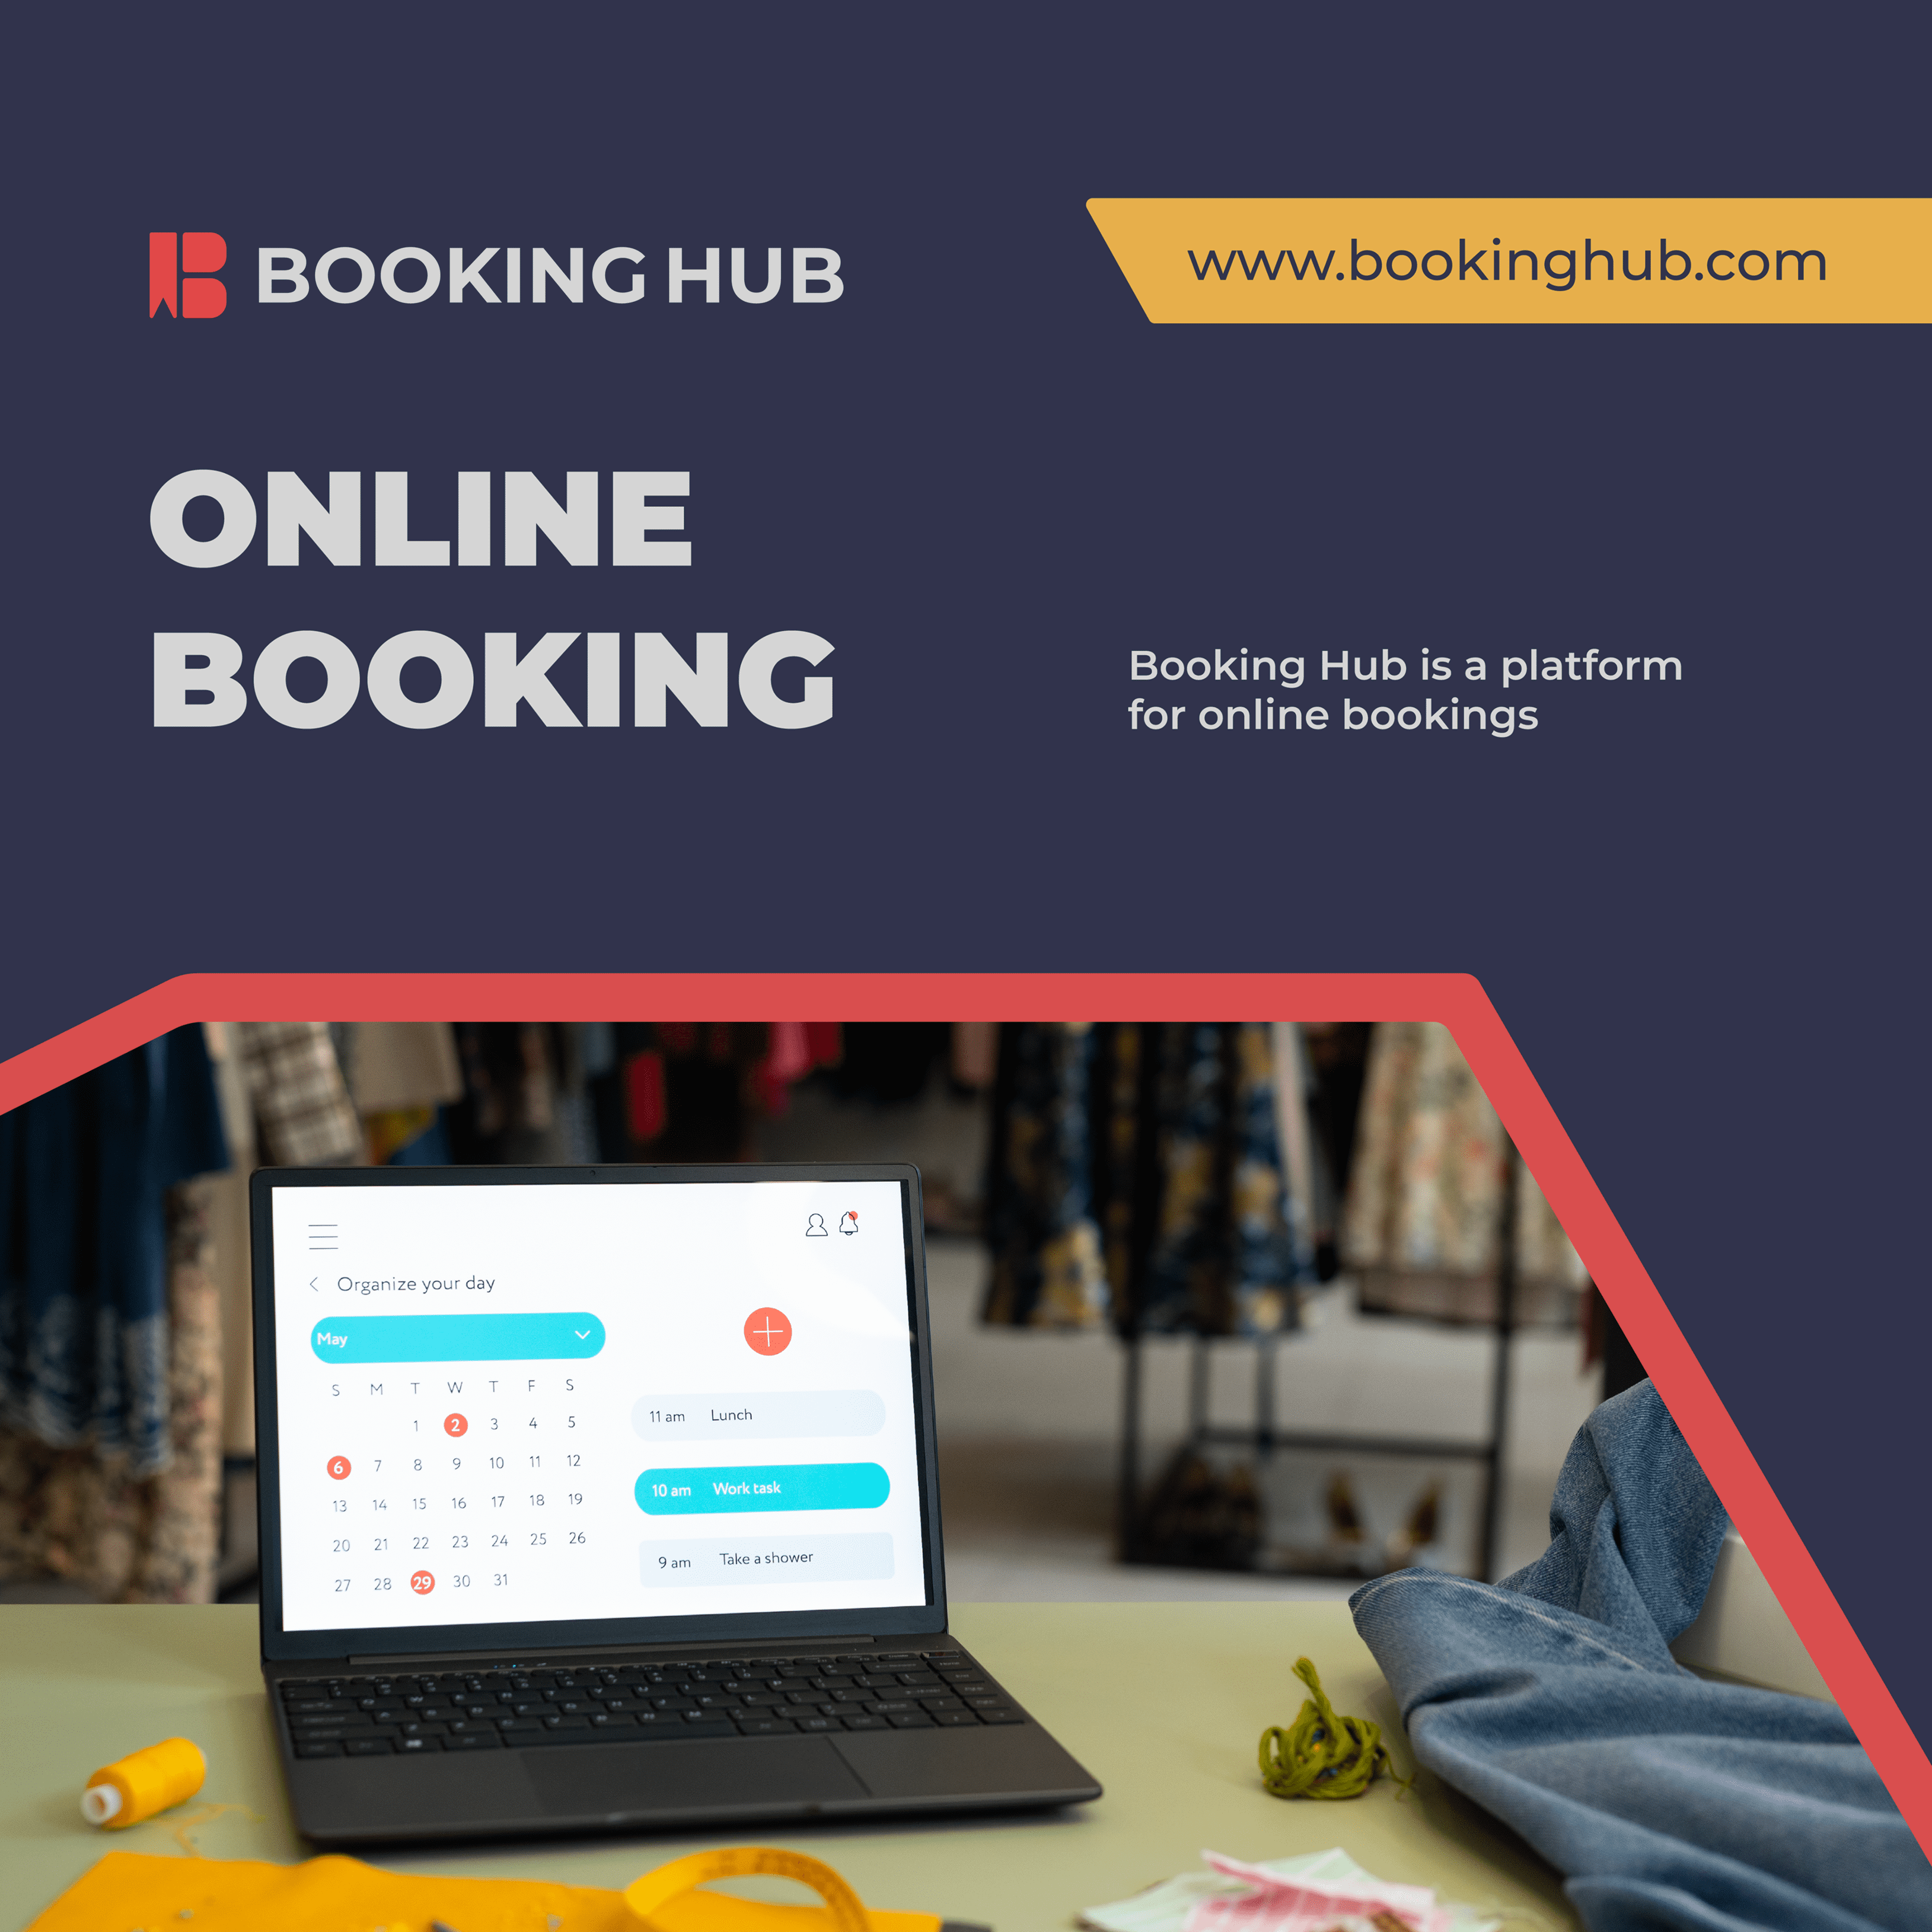 BOOKING HUB
www.bookinghub.com
ONLINE
BOOKING
Booking Hub is a platform
for online bookings
Organize your day
May
S M T W T F S
1 2 3 4 5
6 7 8 9 10 11 12
13 14 15 16 17 18 19
20 21 22 23 24 25 26
27 28 29 30 31
11 am Lunch
10 am Work task
9 am Take a shower